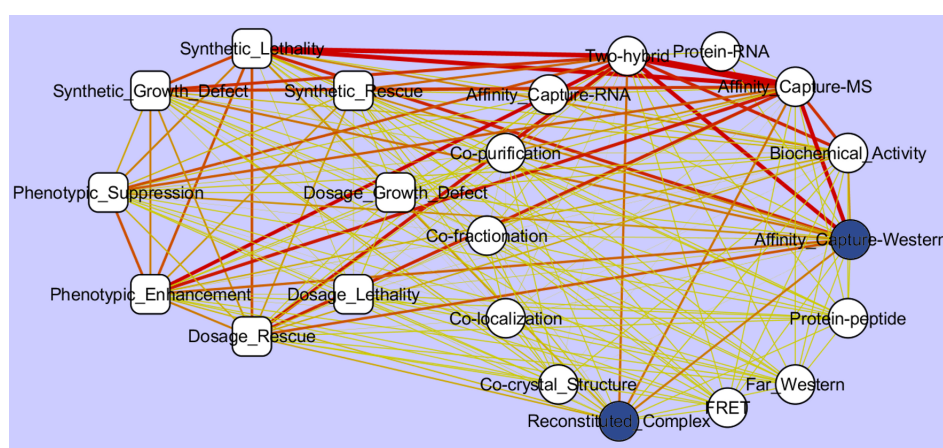 Synthetic_Lethality
Two-hybrid
Protein-RNA
Synthetic_Growth_Defect
Synthetic_Rescue
Affinity_Capture-RNA
Affinity_Capture-MS
Co-purification
Biochemical_Activity
Phenotypic_Suppression
Dosage_Growth_Defect
Co-fractionation
Affinity_Capture-Western
Phenotypic_Enhancement
Dosage_Lethality
Dosage_Rescue
Co-localization
Protein-peptide
Co-crystal_Structure
Far_Western
FRET
Reconstituted_Complex